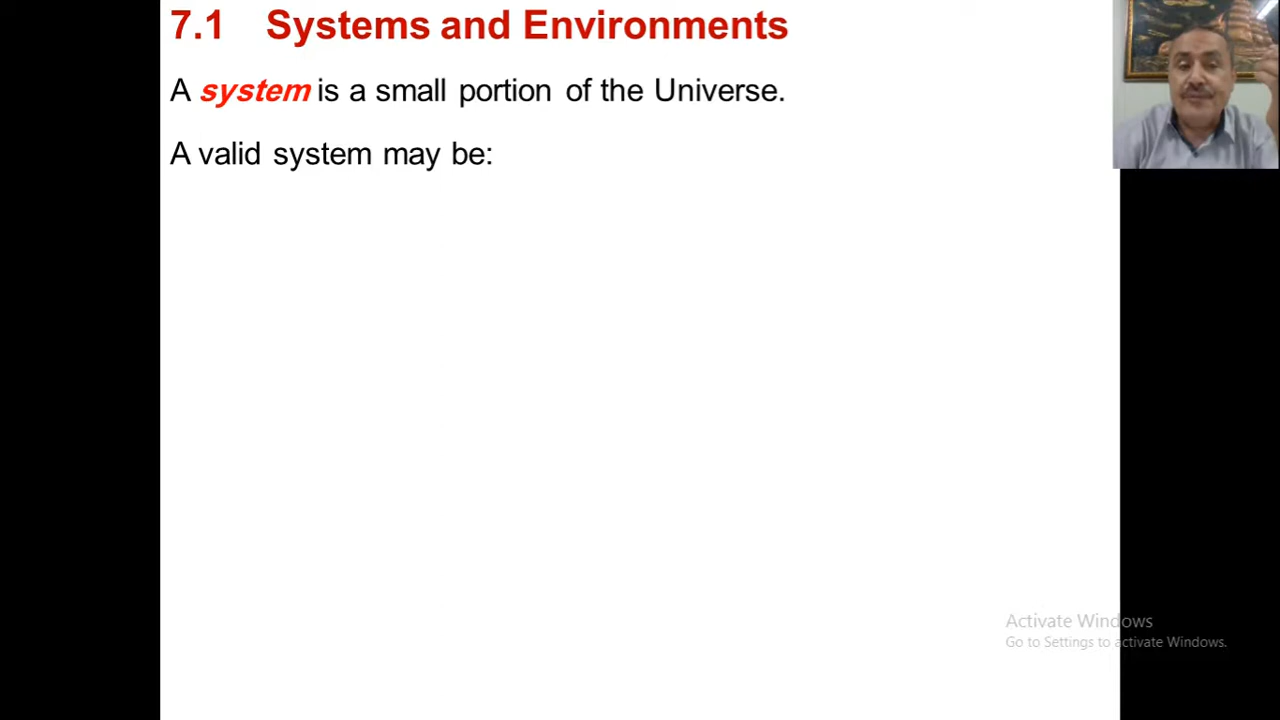 7.1 Systems and Environments
A system is a small portion of the Universe.
A valid system may be:
Activate Windows
Go to Settings to activate Windows.